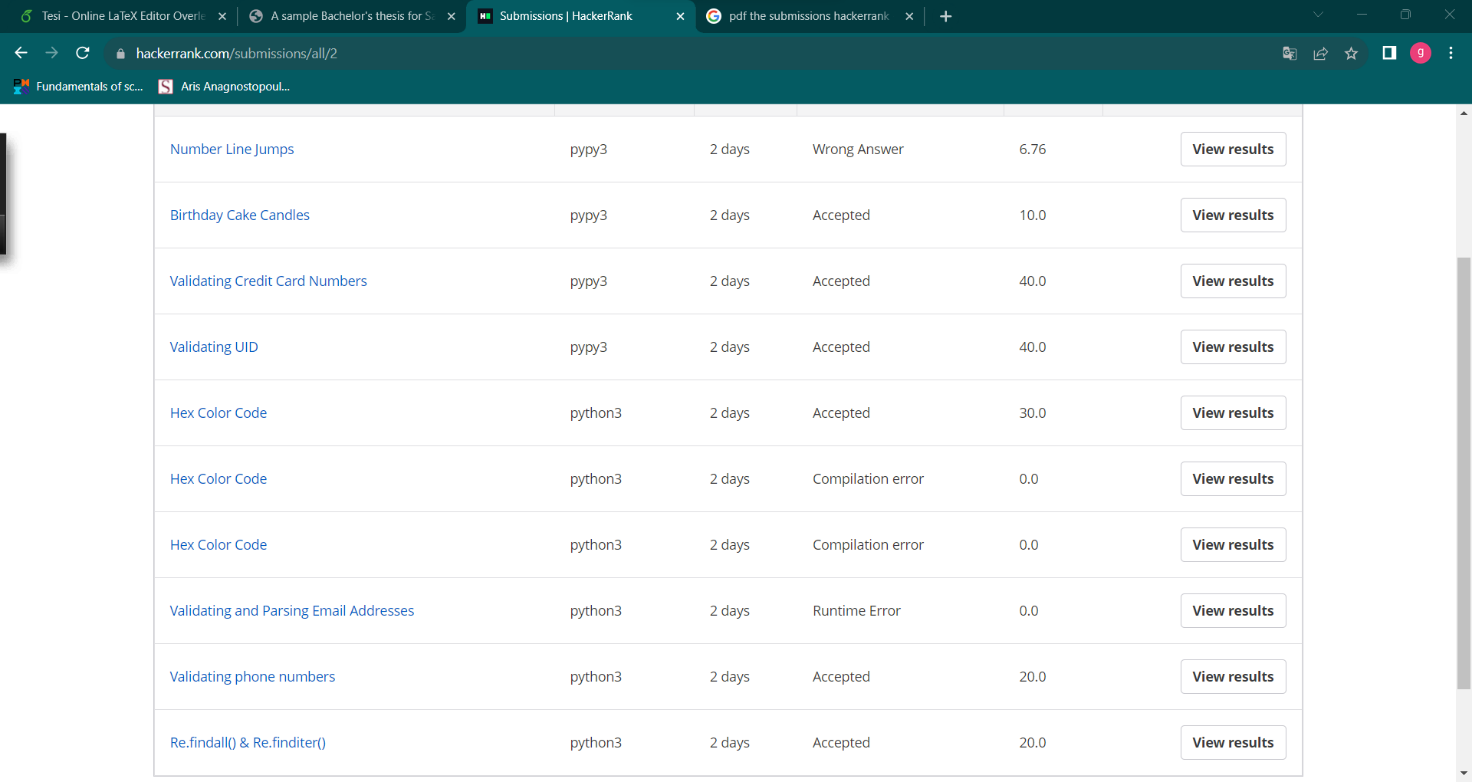 Tesi - Online LaTeX Editor Overle
A sample Bachelor's thesis for Sa
Submissions | HackerRank
pdf the submissions hackerrank
hackerrank.com/submissions/all/2
g
Fundamentals of sc...
S Aris Anagnostopoul...
Number Line Jumps pypy3 2 days Wrong Answer 6.76 View results
Birthday Cake Candles pypy3 2 days Accepted 10.0 View results
Validating Credit Card Numbers pypy3 2 days Accepted 40.0 View results
Validating UID pypy3 2 days Accepted 40.0 View results
Hex Color Code python3 2 days Accepted 30.0 View results
Hex Color Code python3 2 days Compilation error 0.0 View results
Hex Color Code python3 2 days Compilation error 0.0 View results
Validating and Parsing Email Addresses python3 2 days Runtime Error 0.0 View results
Validating phone numbers python3 2 days Accepted 20.0 View results
Re.findall() & Re.finditer() python3 2 days Accepted 20.0 View results